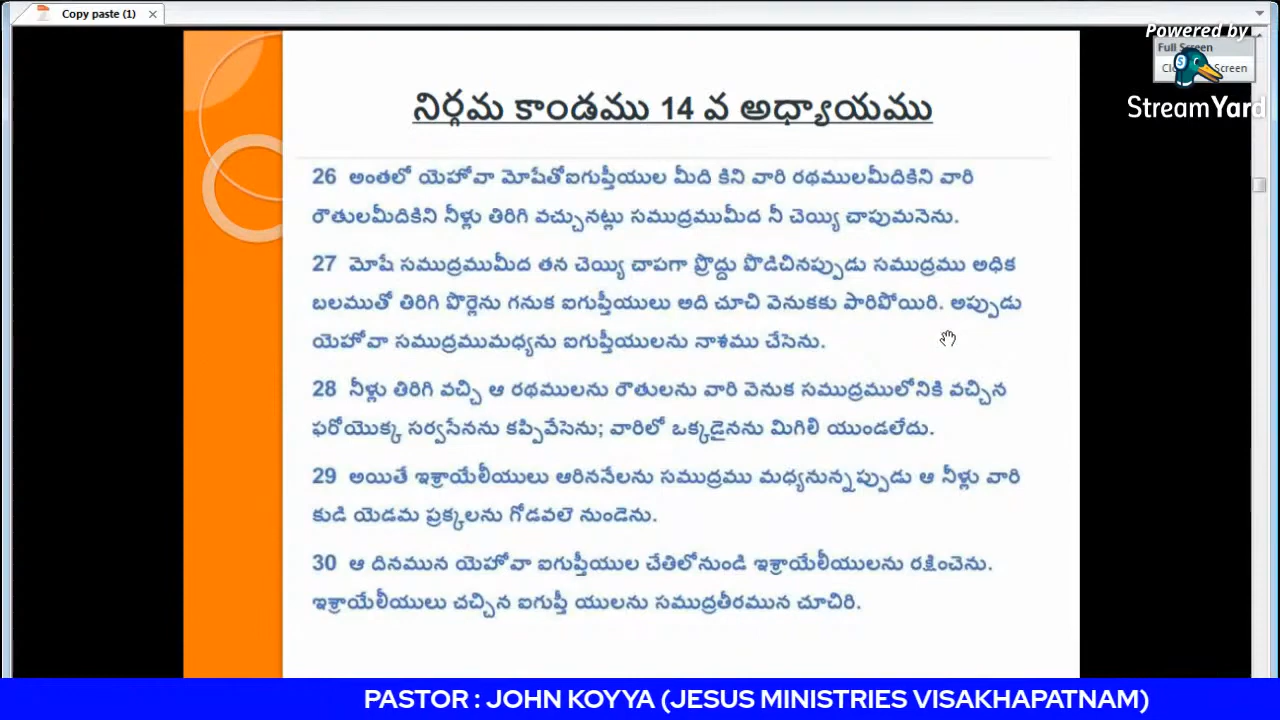 Copy paste (1)
Powered by
Full Screen
Screen
StreamYard
నిర్గమ కాండము 14 వ అధ్యాయము
26 అంతలో యెహోవా మోషేతోఐగుప్తీయుల మీది కిని వారి రథములమీదికిని వారి
రౌతులమీదికిని నీళ్లు తిరిగి వచ్చునట్లు సముద్రముమీద నీ చెయ్యి చాపుమనెను.
27 మోషే సముద్రముమీద తన చెయ్యి చాపగా ప్రొద్దు పొడిచినప్పుడు సముద్రము అధిక
బలముతో తిరిగి పొర్లెను గనుక ఐగుప్తీయులు అది చూచి వెనుకకు పారిపోయిరి. అప్పుడు
యెహోవా సముద్రముమధ్యను ఐగుప్తీయులను నాశము చేసెను.
28 నీళ్లు తిరిగి వచ్చి ఆ రథములను రౌతులను వారి వెనుక సముద్రములోనికి వచ్చిన
ఫరోయొక్క సర్వసేనను కప్పివేసెను; వారిలో ఒక్కడైనను మిగిలి యుండలేదు.
29 అయితే ఇశ్రాయేలీయులు ఆరిననేలను సముద్రము మధ్యనున్నప్పుడు ఆ నీళ్లు వారి
కుడి యెడమ ప్రక్కలను గోడవలె నుండెను.
30 ఆ దినమున యెహోవా ఐగుప్తీయుల చేతిలోనుండి ఇశ్రాయేలీయులను రక్షించెను.
ఇశ్రాయేలీయులు చచ్చిన ఐగుప్తీ యులను సముద్రతీరమున చూచిరి.
PASTOR : JOHN KOYYA (JESUS MINISTRIES VISAKHAPATNAM)